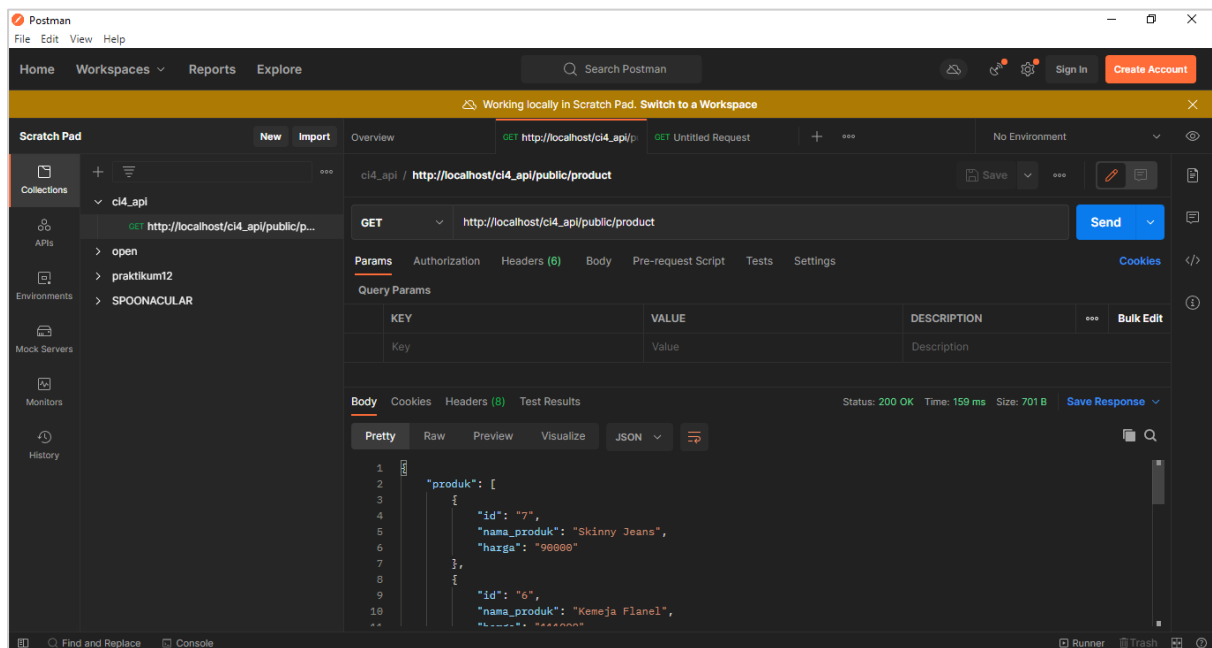 Postman
File Edit View Help
Home Workspaces Reports Explore Search Postman Sign In Create Account
Working locally in Scratch Pad. Switch to a Workspace
Scratch Pad New Import Overview GET http://localhost/ci4_api/p GET Untitled Request No Environment
Collections
APIs
Environments
Mock Servers
Monitors
History
ci4_api
GET http://localhost/ci4_api/public/p...
open
praktikum12
SPOONACULAR
ci4_api / http://localhost/ci4_api/public/product Save
GET http://localhost/ci4_api/public/product Send
Params Authorization Headers (6) Body Pre-request Script Tests Settings Cookies
Query Params
KEY VALUE DESCRIPTION Bulk Edit
Key Value Description
Body Cookies Headers (8) Test Results Status: 200 OK Time: 159 ms Size: 701 B Save Response
Pretty Raw Preview Visualize JSON
1 {
2 "produk": [
3 {
4 "id": "7",
5 "nama_produk": "Skinny Jeans",
6 "harga": "90000"
7 },
8 {
9 "id": "6",
10 "nama_produk": "Kemeja Flanel",
Find and Replace Console Runner Trash